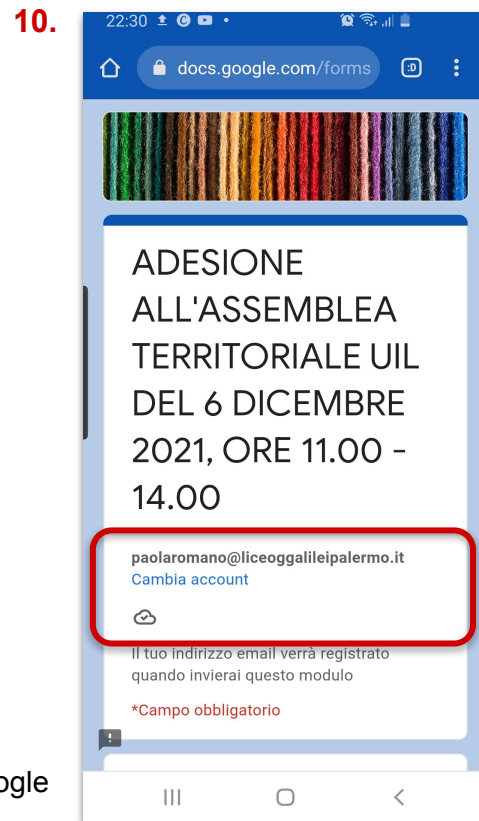 10.
22:30
docs.google.com/forms
:D
ADESIONE
ALL'ASSEMBLEA
TERRITORIALE UIL
DEL 6 DICEMBRE
2021, ORE 11.00 -
14.00
paolaromano@liceoggalileipalermo.it
Cambia account
Il tuo indirizzo email verrà registrato
quando invierai questo modulo
*Campo obbligatorio